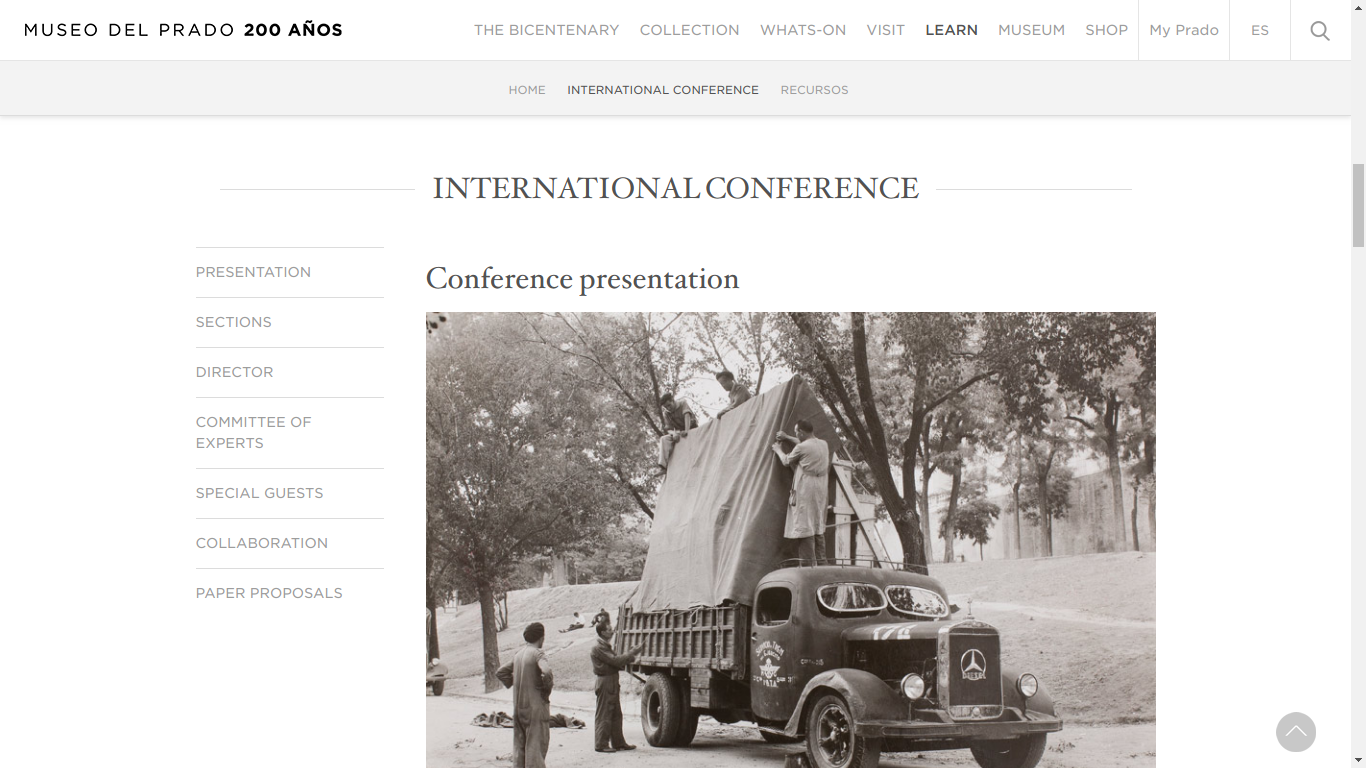 MUSEO DEL PRADO 200 AÑOS
THE BICENTENARY COLLECTION WHATS-ON VISIT LEARN MUSEUM SHOP My Prado ES
HOME INTERNATIONAL CONFERENCE RECURSOS
INTERNATIONAL CONFERENCE
PRESENTATION
SECTIONS
DIRECTOR
COMMITTEE OF
EXPERTS
SPECIAL GUESTS
COLLABORATION
PAPER PROPOSALS
Conference presentation